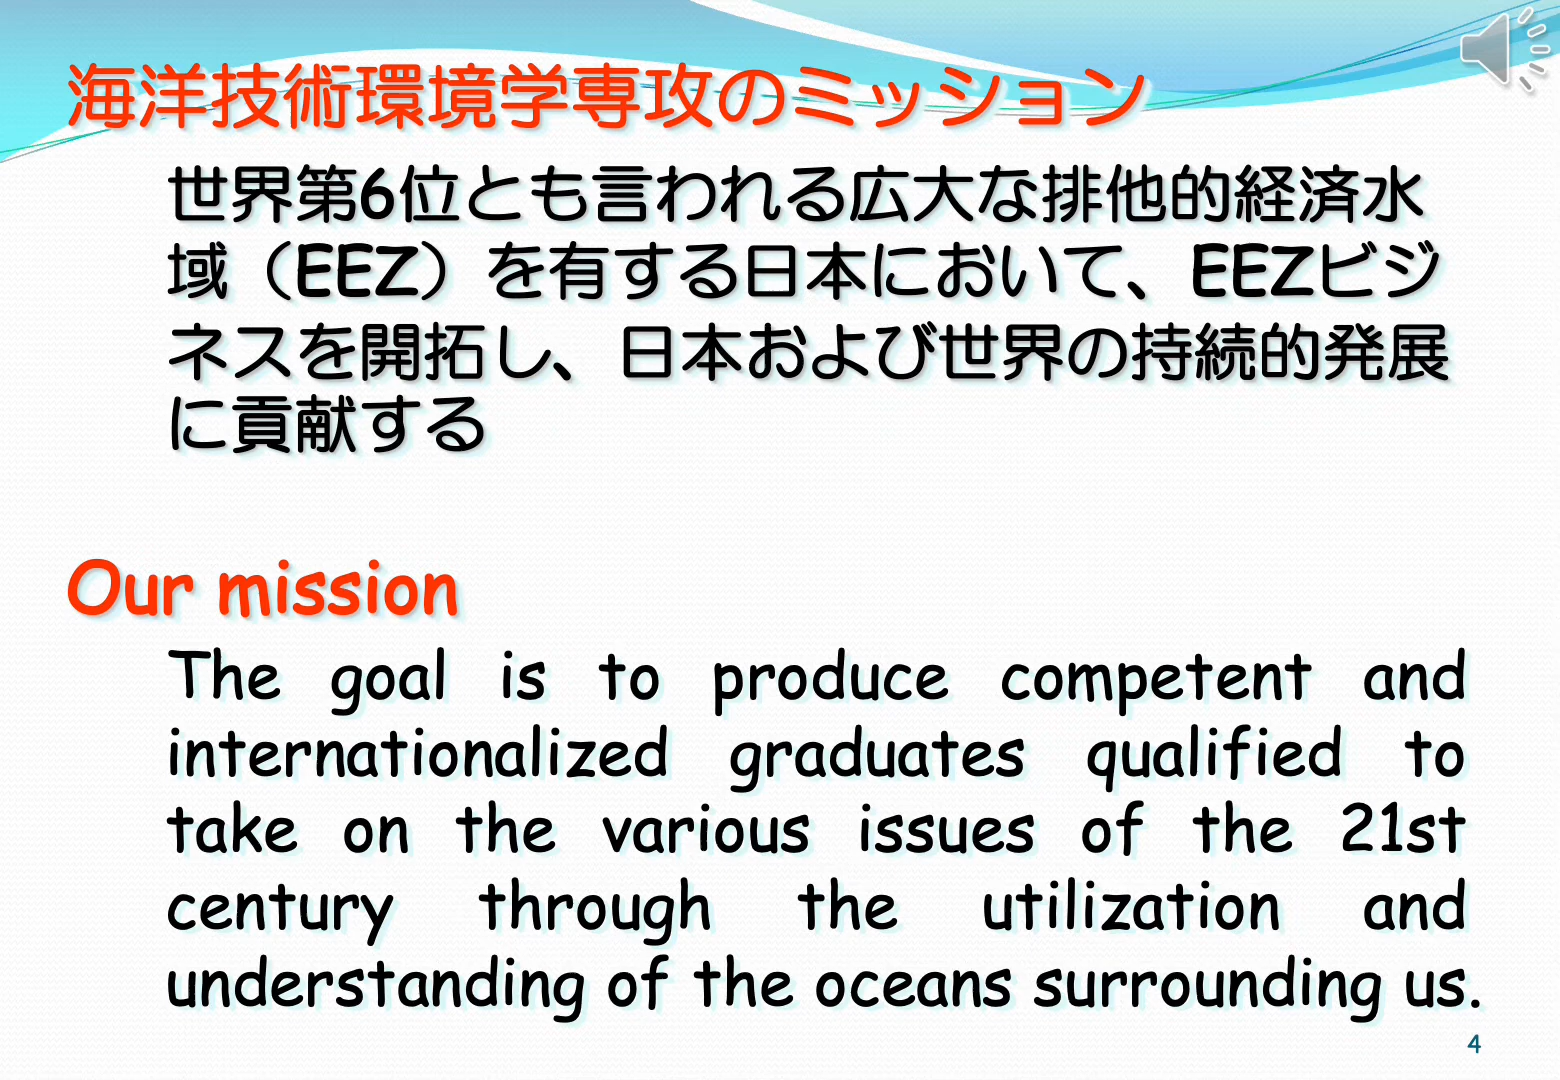 海洋技術環境学専攻のミッション
世界第6位とも言われる広大な排他的経済水
域（EEZ）を有する日本において、EEZビジ
ネスを開拓し、日本および世界の持続的発展
に貢献する
Our mission
The goal is to produce competent and
internationalized graduates qualified to
take on the various issues of the 21st
century through the utilization and
understanding of the oceans surrounding us.
4